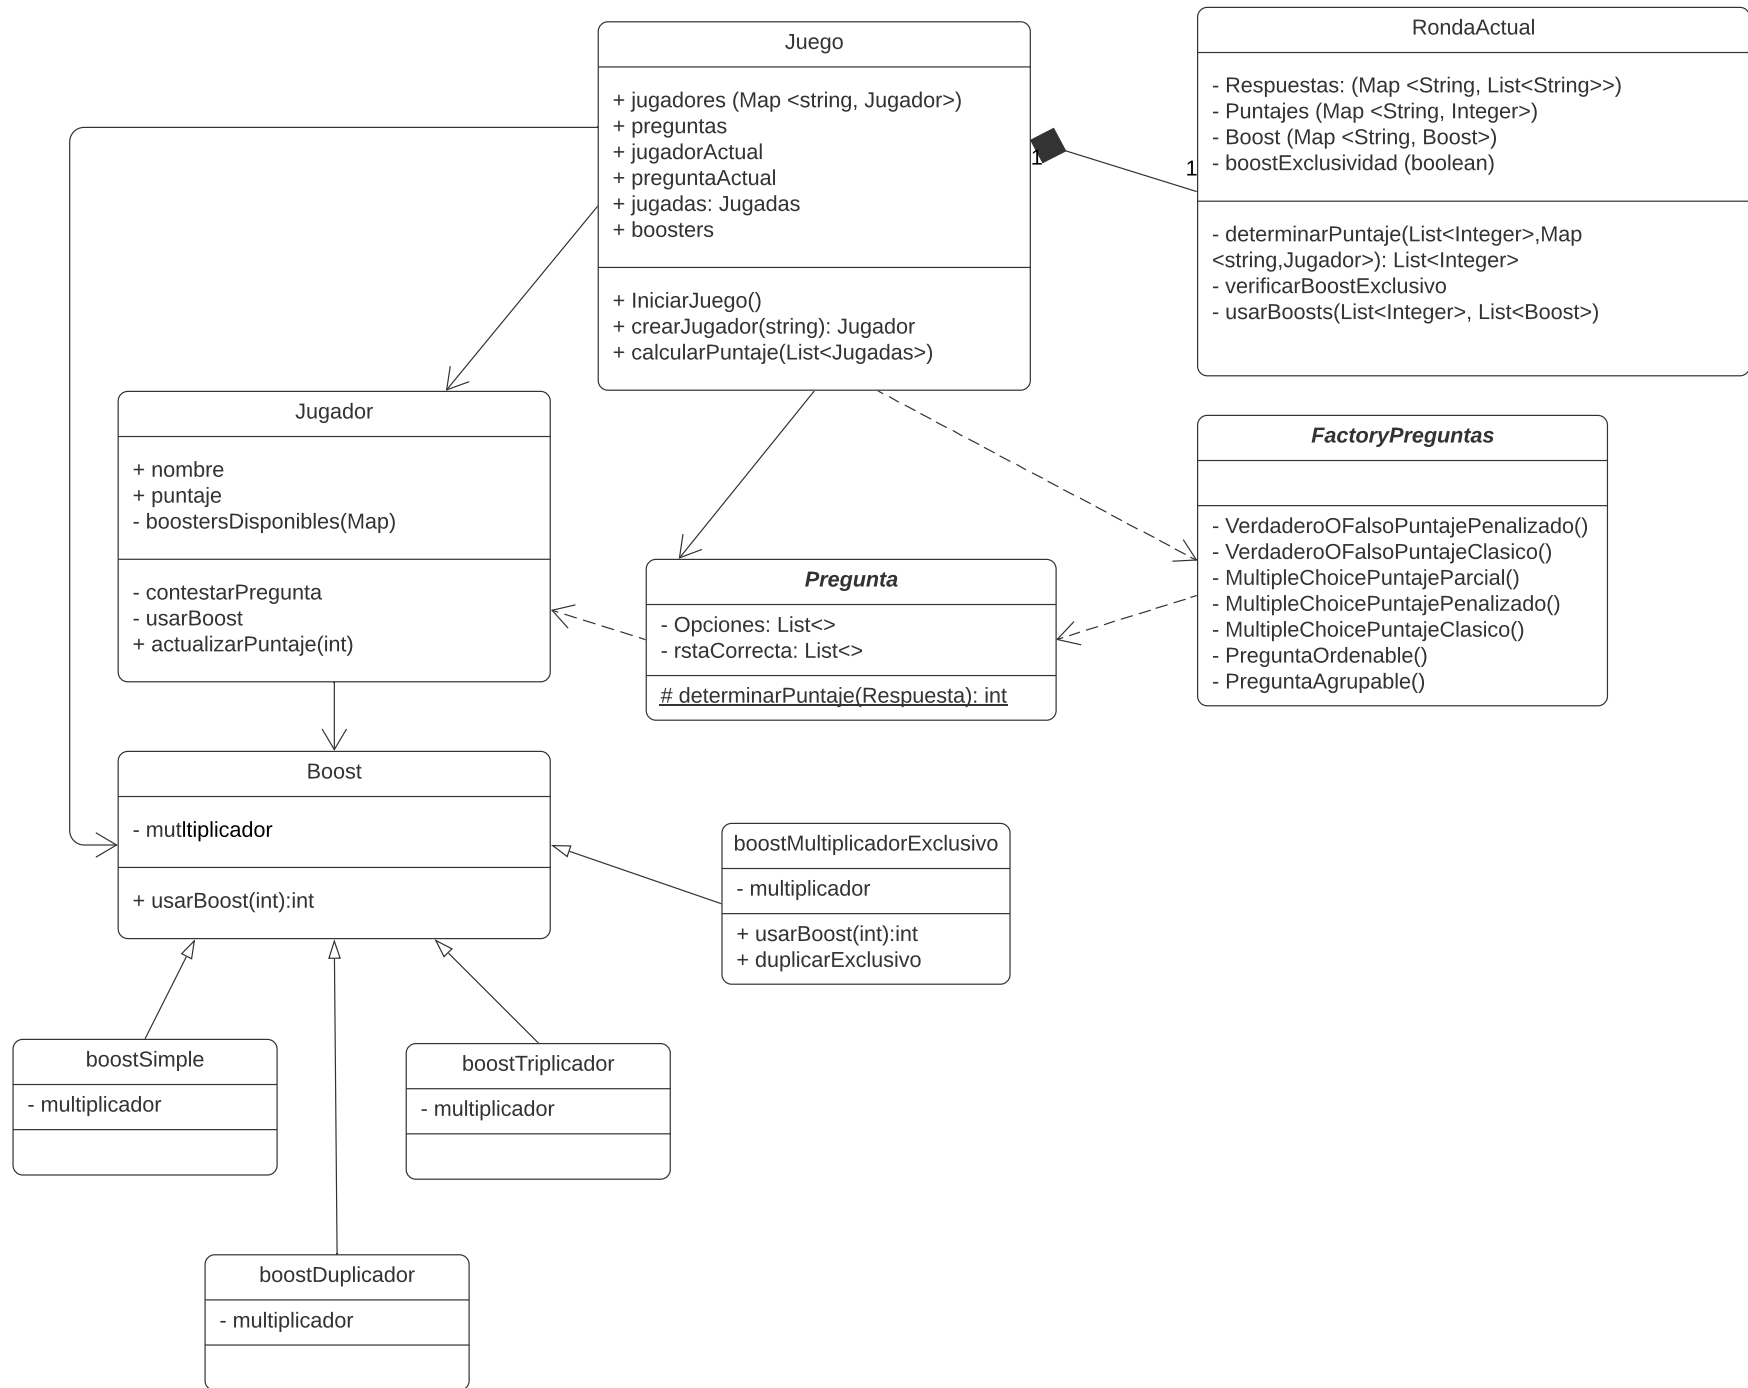 Juego
+ jugadores (Map <string, Jugador>)
+ preguntas
+ jugadorActual
+ preguntaActual
+ jugadas: Jugadas
+ boosters
+ IniciarJuego()
+ crearJugador(string): Jugador
+ calcularPuntaje(List<Jugadas>)
1
1
RondaActual
- Respuestas: (Map <String, List<String>>)
- Puntajes (Map <String, Integer>)
- Boost (Map <String, Boost>)
- boostExclusividad (boolean)
- determinarPuntaje(List<Integer>,Map
<string,Jugador>): List<Integer>
- verificarBoostExclusivo
- usarBoosts(List<Integer>, List<Boost>)
Jugador
+ nombre
+ puntaje
- boostersDisponibles(Map)
- contestarPregunta
- usarBoost
+ actualizarPuntaje(int)
Pregunta
- Opciones: List<>
- rstaCorrecta: List<>
# determinarPuntaje(Respuesta): int
FactoryPreguntas
- VerdaderoOFalsoPuntajePenalizado()
- VerdaderoOFalsoPuntajeClasico()
- MultipleChoicePuntajeParcial()
- MultipleChoicePuntajePenalizado()
- MultipleChoicePuntajeClasico()
- PreguntaOrdenable()
- PreguntaAgrupable()
Boost
- mutltiplicador
+ usarBoost(int):int
boostMultiplicadorExclusivo
- multiplicador
+ usarBoost(int):int
+ duplicarExclusivo
boostSimple
- multiplicador
boostTriplicador
- multiplicador
boostDuplicador
- multiplicador